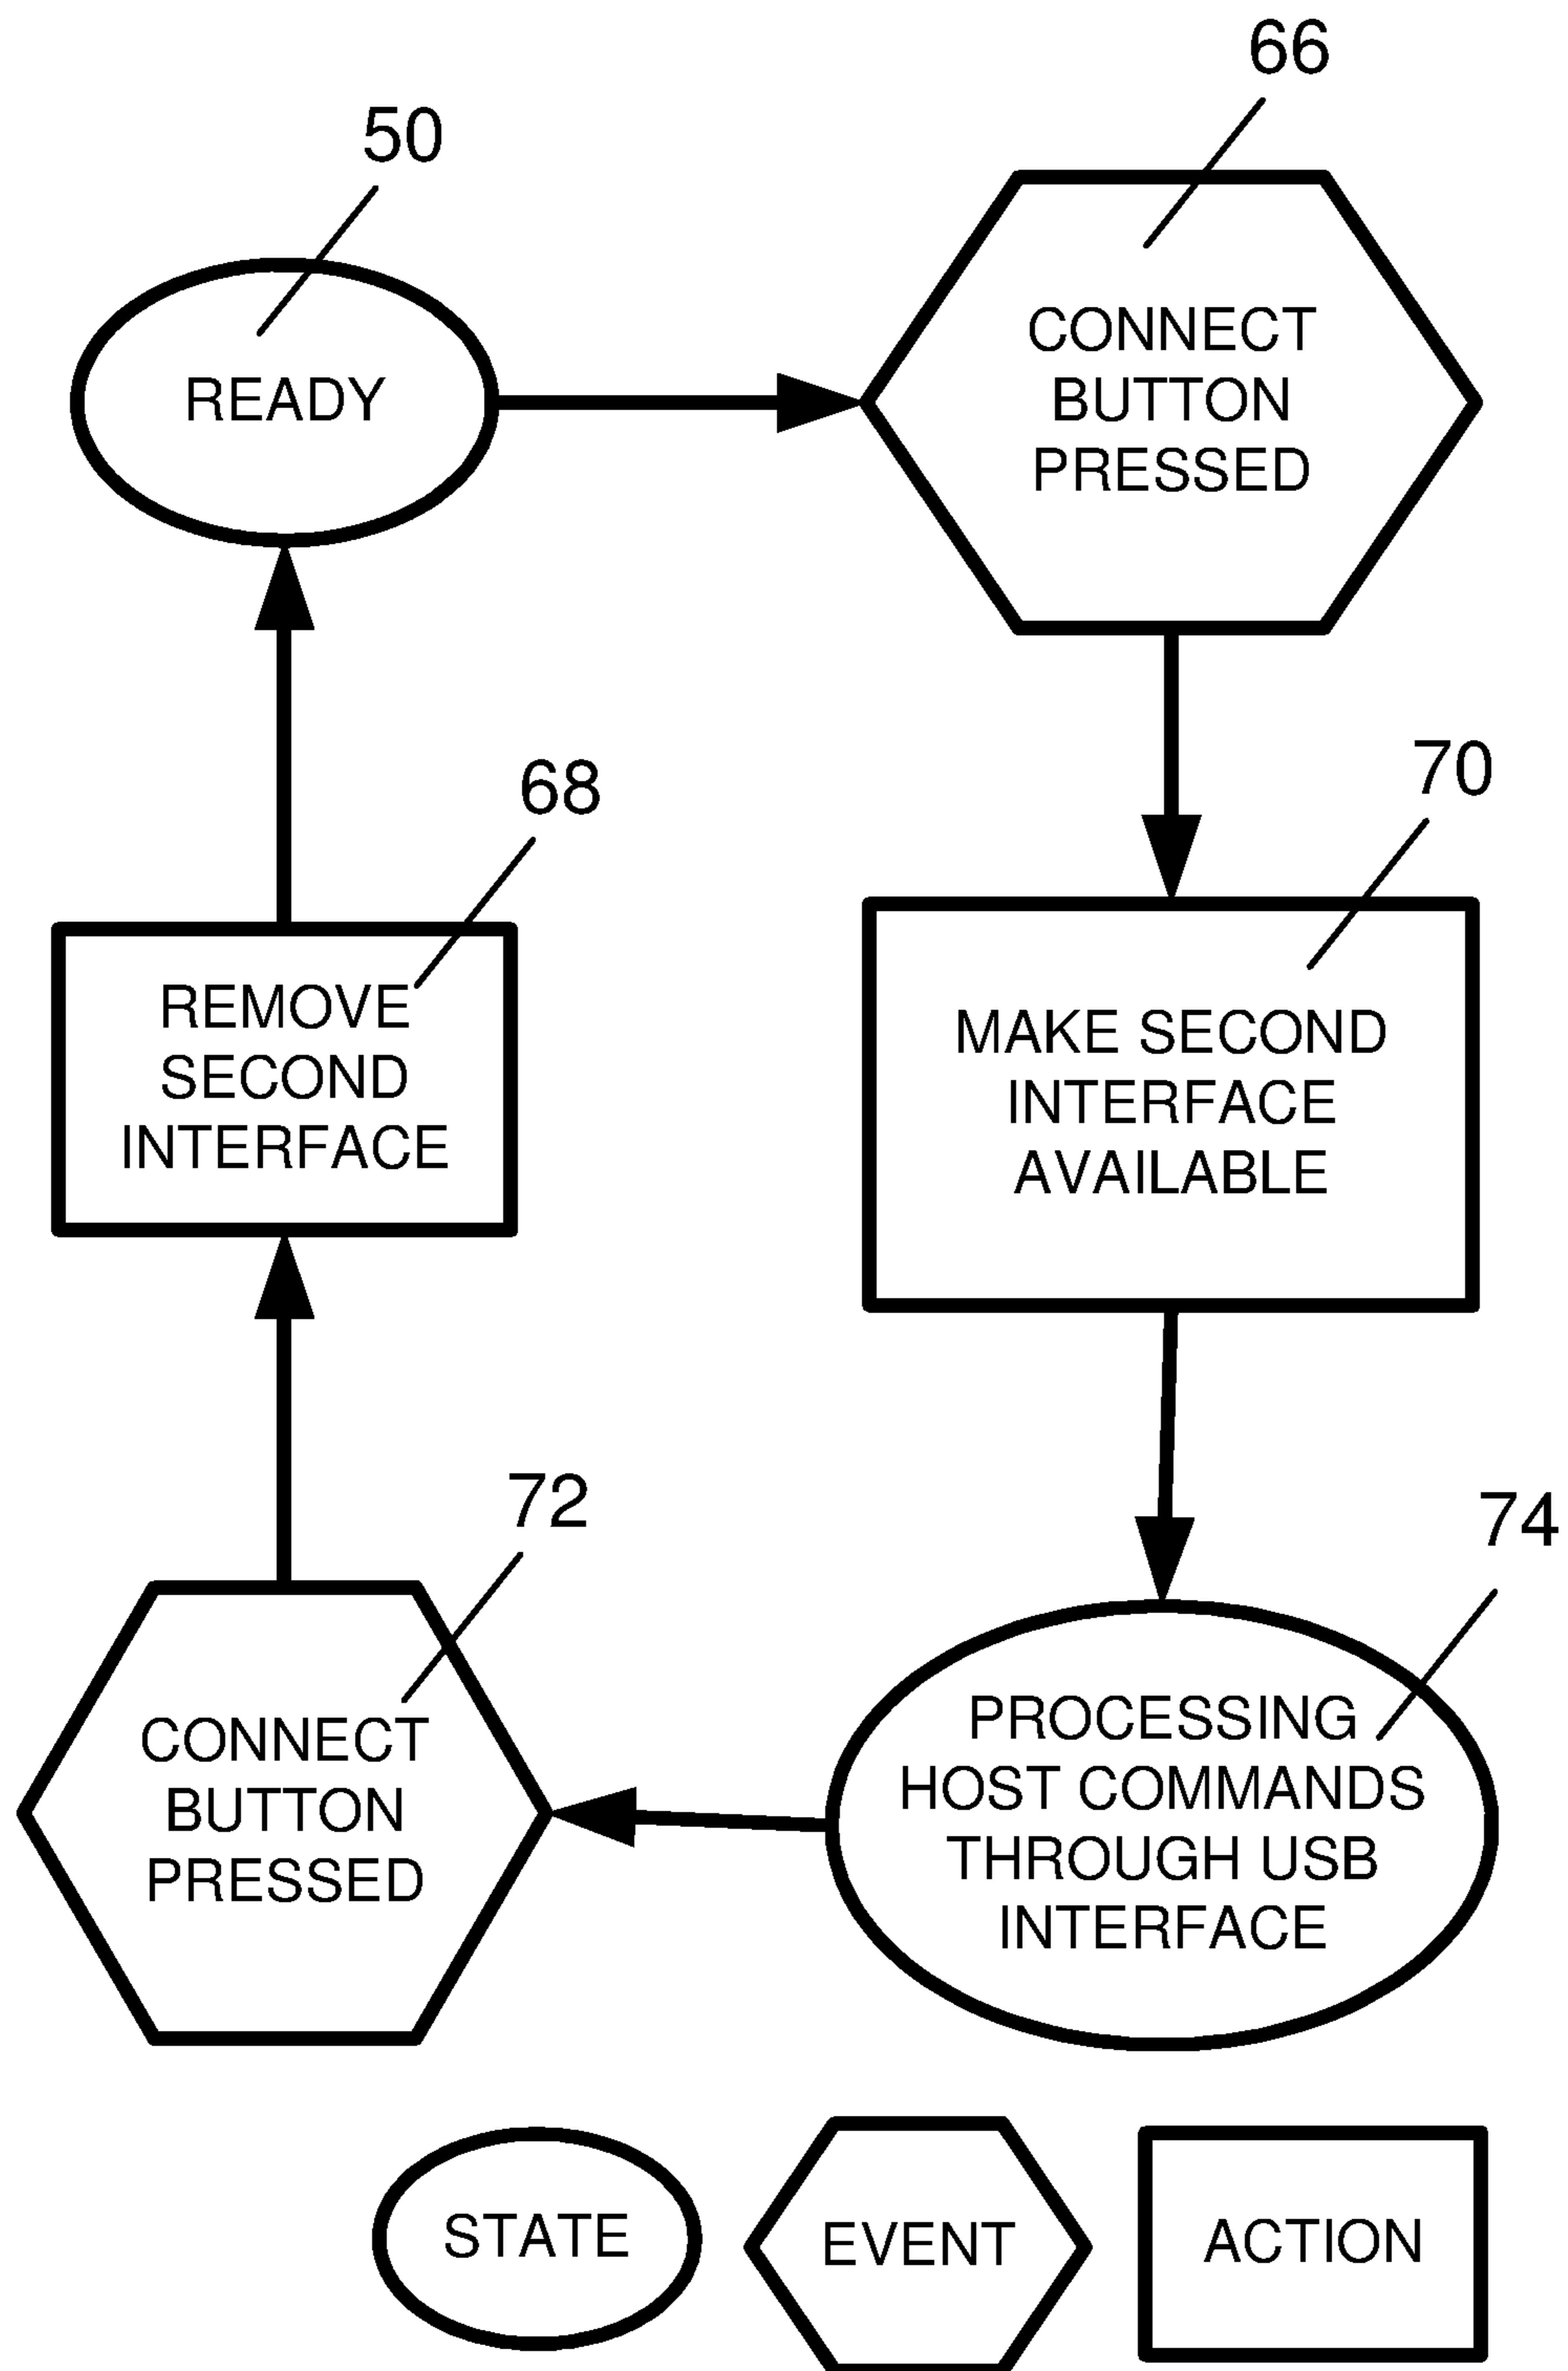 66
50
READY
CONNECT
BUTTON
PRESSED
68
REMOVE
SECOND
INTERFACE
70
MAKE SECOND
INTERFACE
AVAILABLE
72
CONNECT
BUTTON
PRESSED
74
PROCESSING
HOST COMMANDS
THROUGH USB
INTERFACE
STATE
EVENT
ACTION